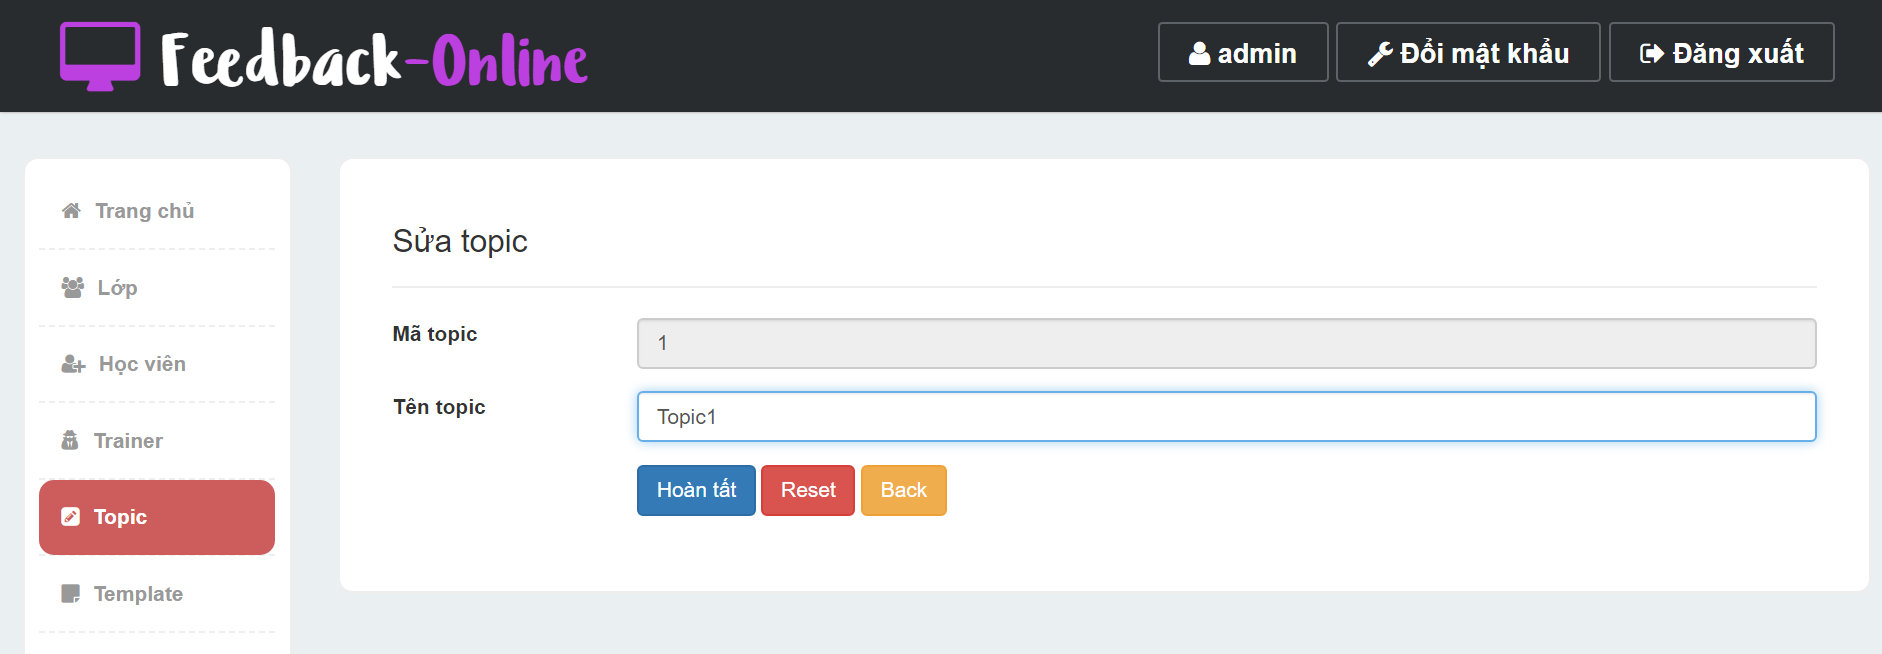 Feedback-Online
admin
Đổi mật khẩu
Đăng xuất
Trang chủ
Lớp
Học viên
Trainer
Topic
Template
Sửa topic
Mã topic
1
Tên topic
Topic1
Hoàn tất
Reset
Back